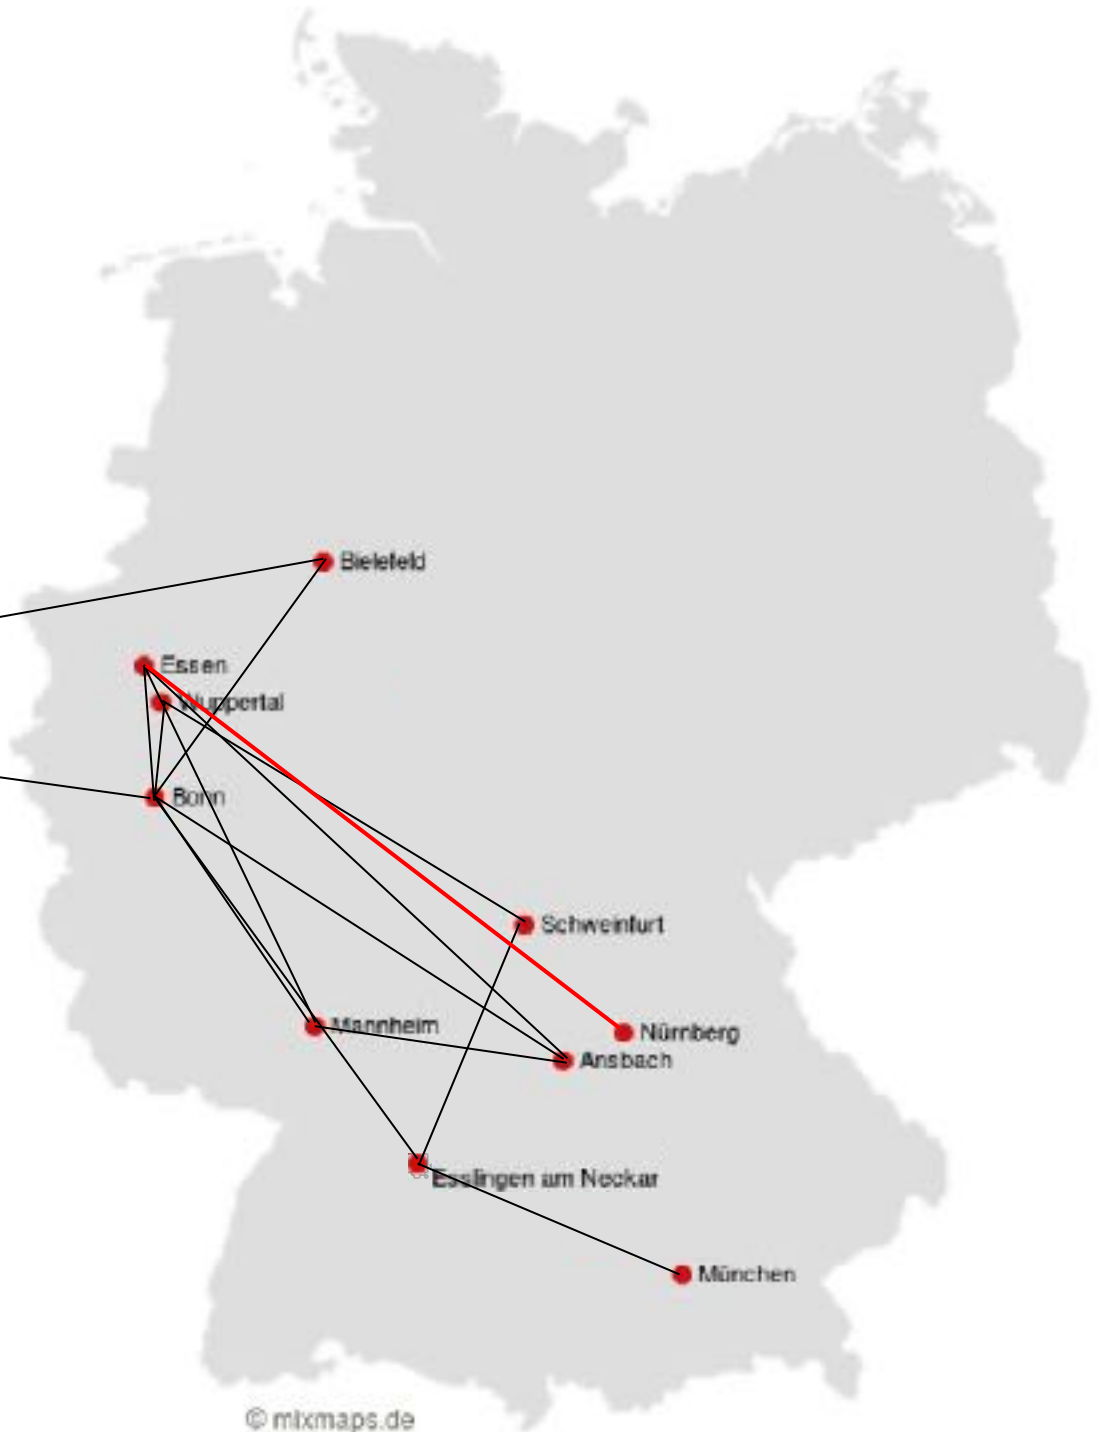 Bielefeld
Essen
Wuppertal
Bonn
Schweinfurt
Mannheim
Nürnberg
Ansbach
Esslingen am Neckar
München
© mixmaps.de